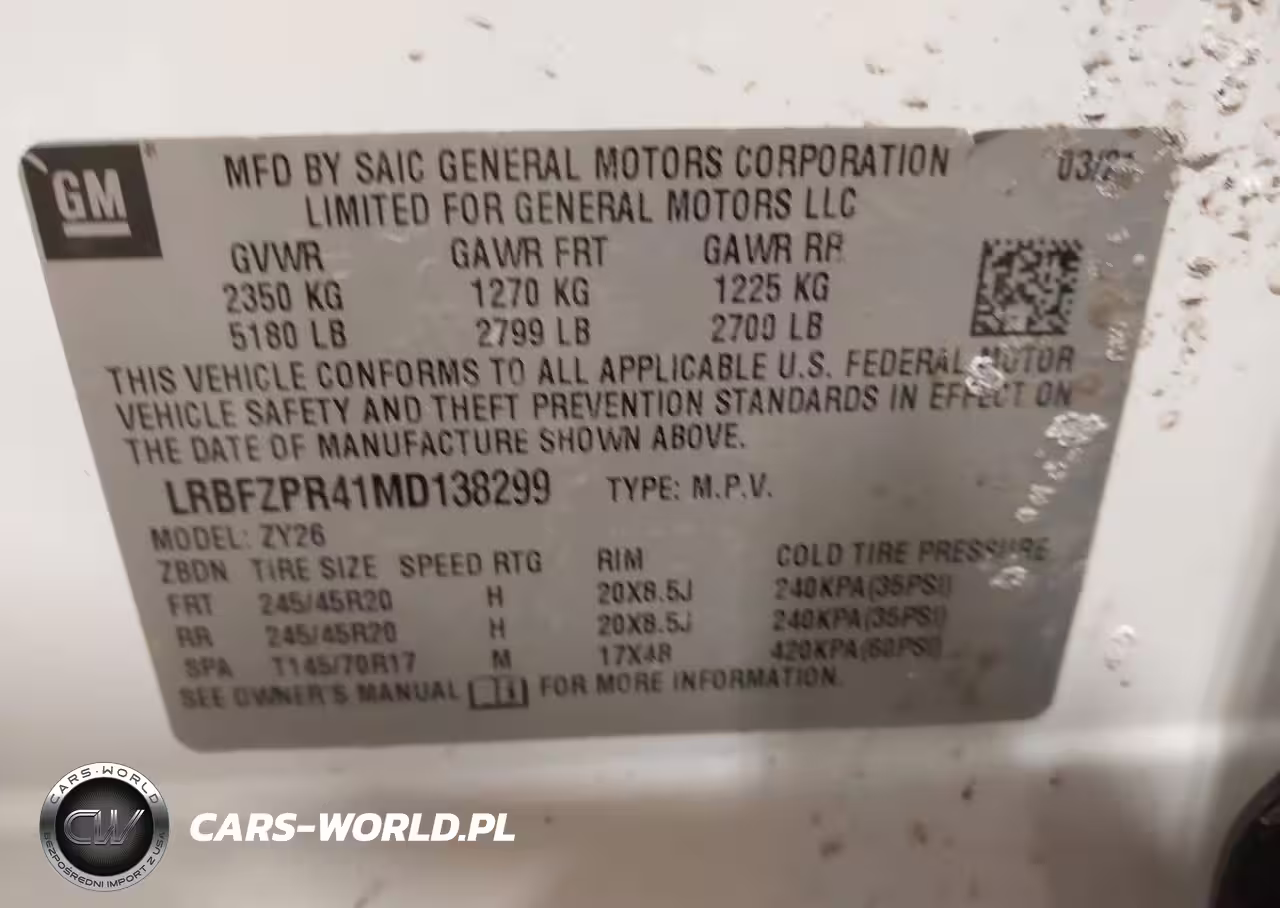 GM
MFD BY SAIC GENERAL MOTORS CORPORATION
LIMITED FOR GENERAL MOTORS LLC
GVWR GAWR FRT GAWR RR
2350 KG 1270 KG 1225 KG
5180 LB 2799 LB 2700 LB
THIS VEHICLE CONFORMS TO ALL APPLICABLE U.S. FEDERAL MOTOR
VEHICLE SAFETY AND THEFT PREVENTION STANDARDS IN EFFECT ON
THE DATE OF MANUFACTURE SHOWN ABOVE.
LRBFZPR41MD138299 TYPE: M.P.V.
MODEL: ZY26
ZBDN TIRE SIZE SPEED RTG RIM COLD TIRE PRESSURE
FRT 245/45R20 H 20X8.5J 240KPA(35PSI)
RR 245/45R20 H 20X8.5J 240KPA(35PSI)
SPA T145/70R17 M 17X4B 420KPA(60PSI)
SEE OWNER'S MANUAL FOR MORE INFORMATION.
CARS-WORLD
CW
BEZPOŚREDNI IMPORT Z USA
CARS-WORLD.PL